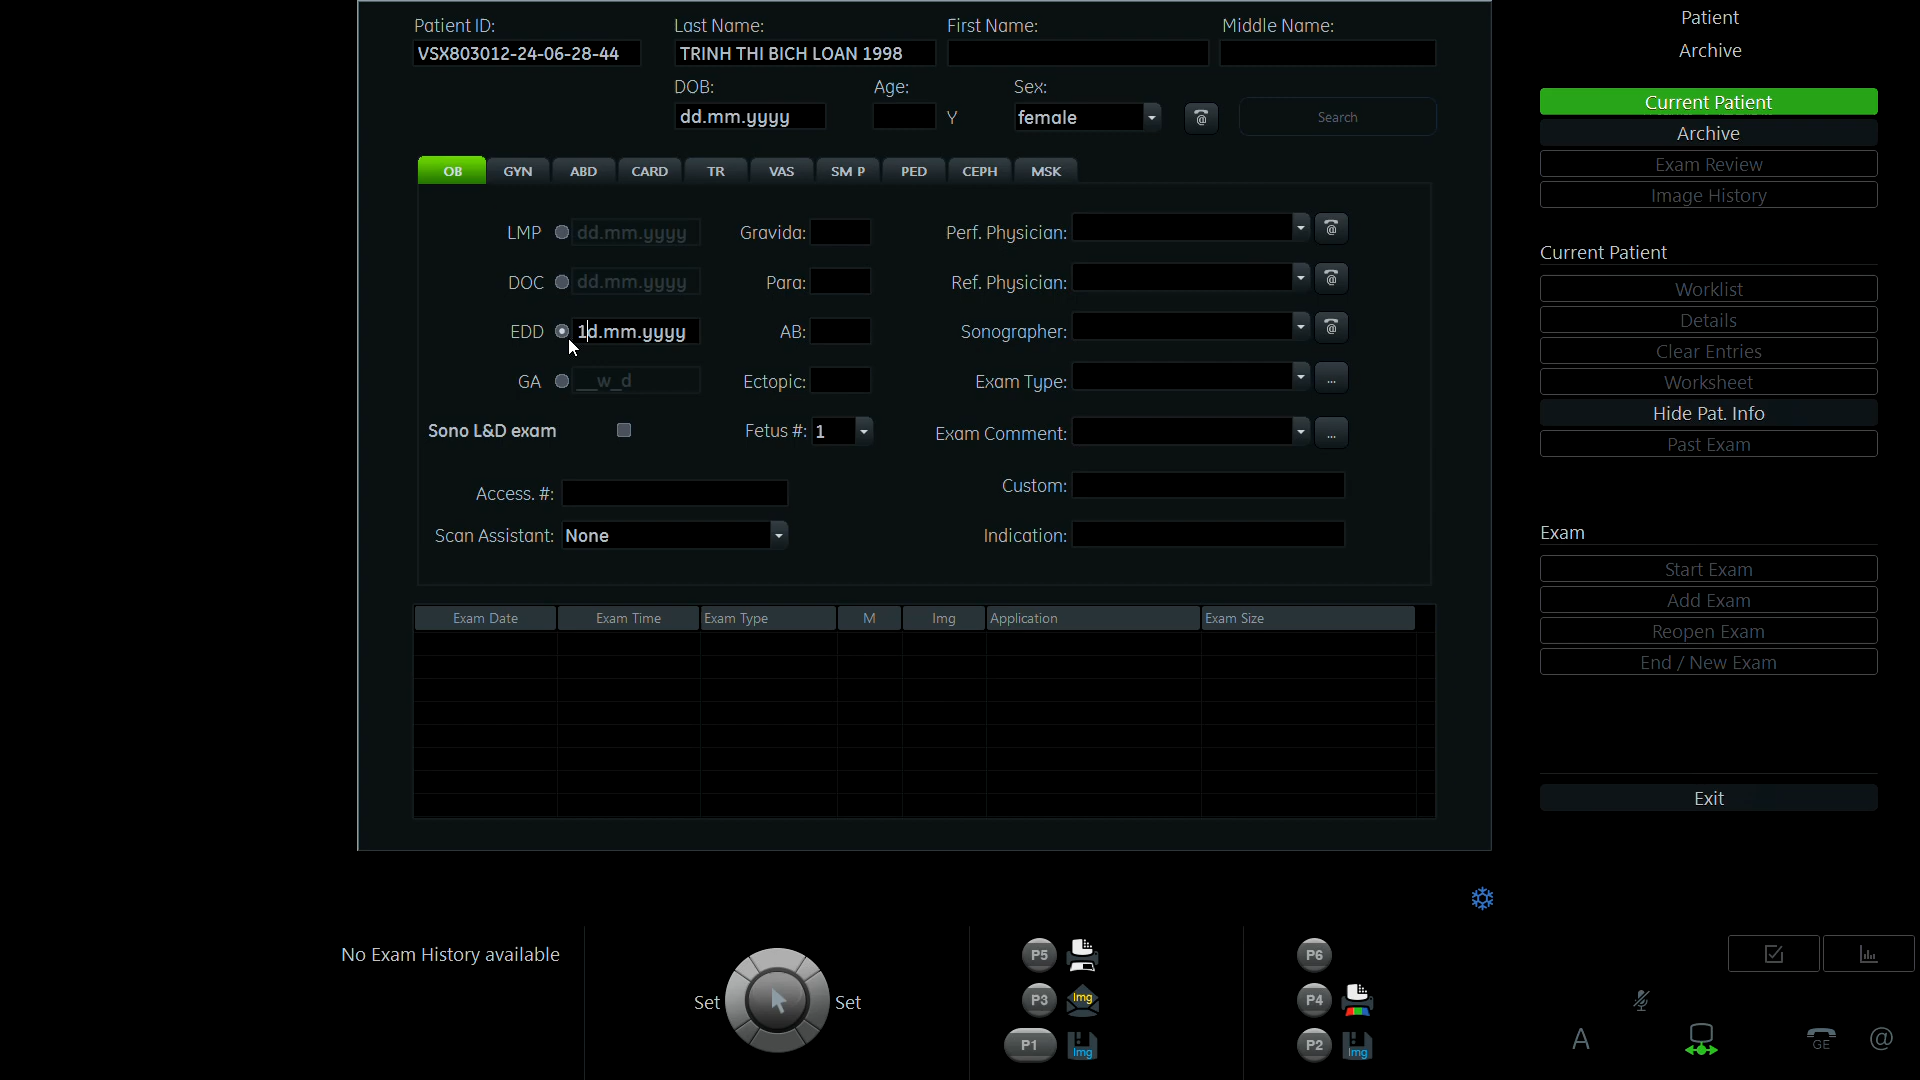 Patient ID: Last Name: First Name: Middle Name:
VSX803012-24-06-28-44 TRINH THI BICH LOAN 1998
DOB: Age: Sex:
dd.mm.yyyy Y female @ Search
OB GYN ABD CARD TR VAS SM P PED CEPH MSK
LMP dd.mm.yyyy Gravida: Perf. Physician: @
DOC dd.mm.yyyy Para: Ref. Physician: @
EDD 1d.mm.yyyy AB: Sonographer: @
GA __w_d Ectopic: Exam Type: ...
Sono L&D exam Fetus #: 1 Exam Comment: ...
Access. #: Custom:
Scan Assistant: None Indication:
Exam Date Exam Time Exam Type M Img Application Exam Size
Patient
Archive
Current Patient
Archive
Exam Review
Image History
Current Patient
Worklist
Details
Clear Entries
Worksheet
Hide Pat. Info
Past Exam
Exam
Start Exam
Add Exam
Reopen Exam
End / New Exam
Exit
No Exam History available
Set Set
P5 P6
P3 Img P4
P1 Img P2 Img
A GE @